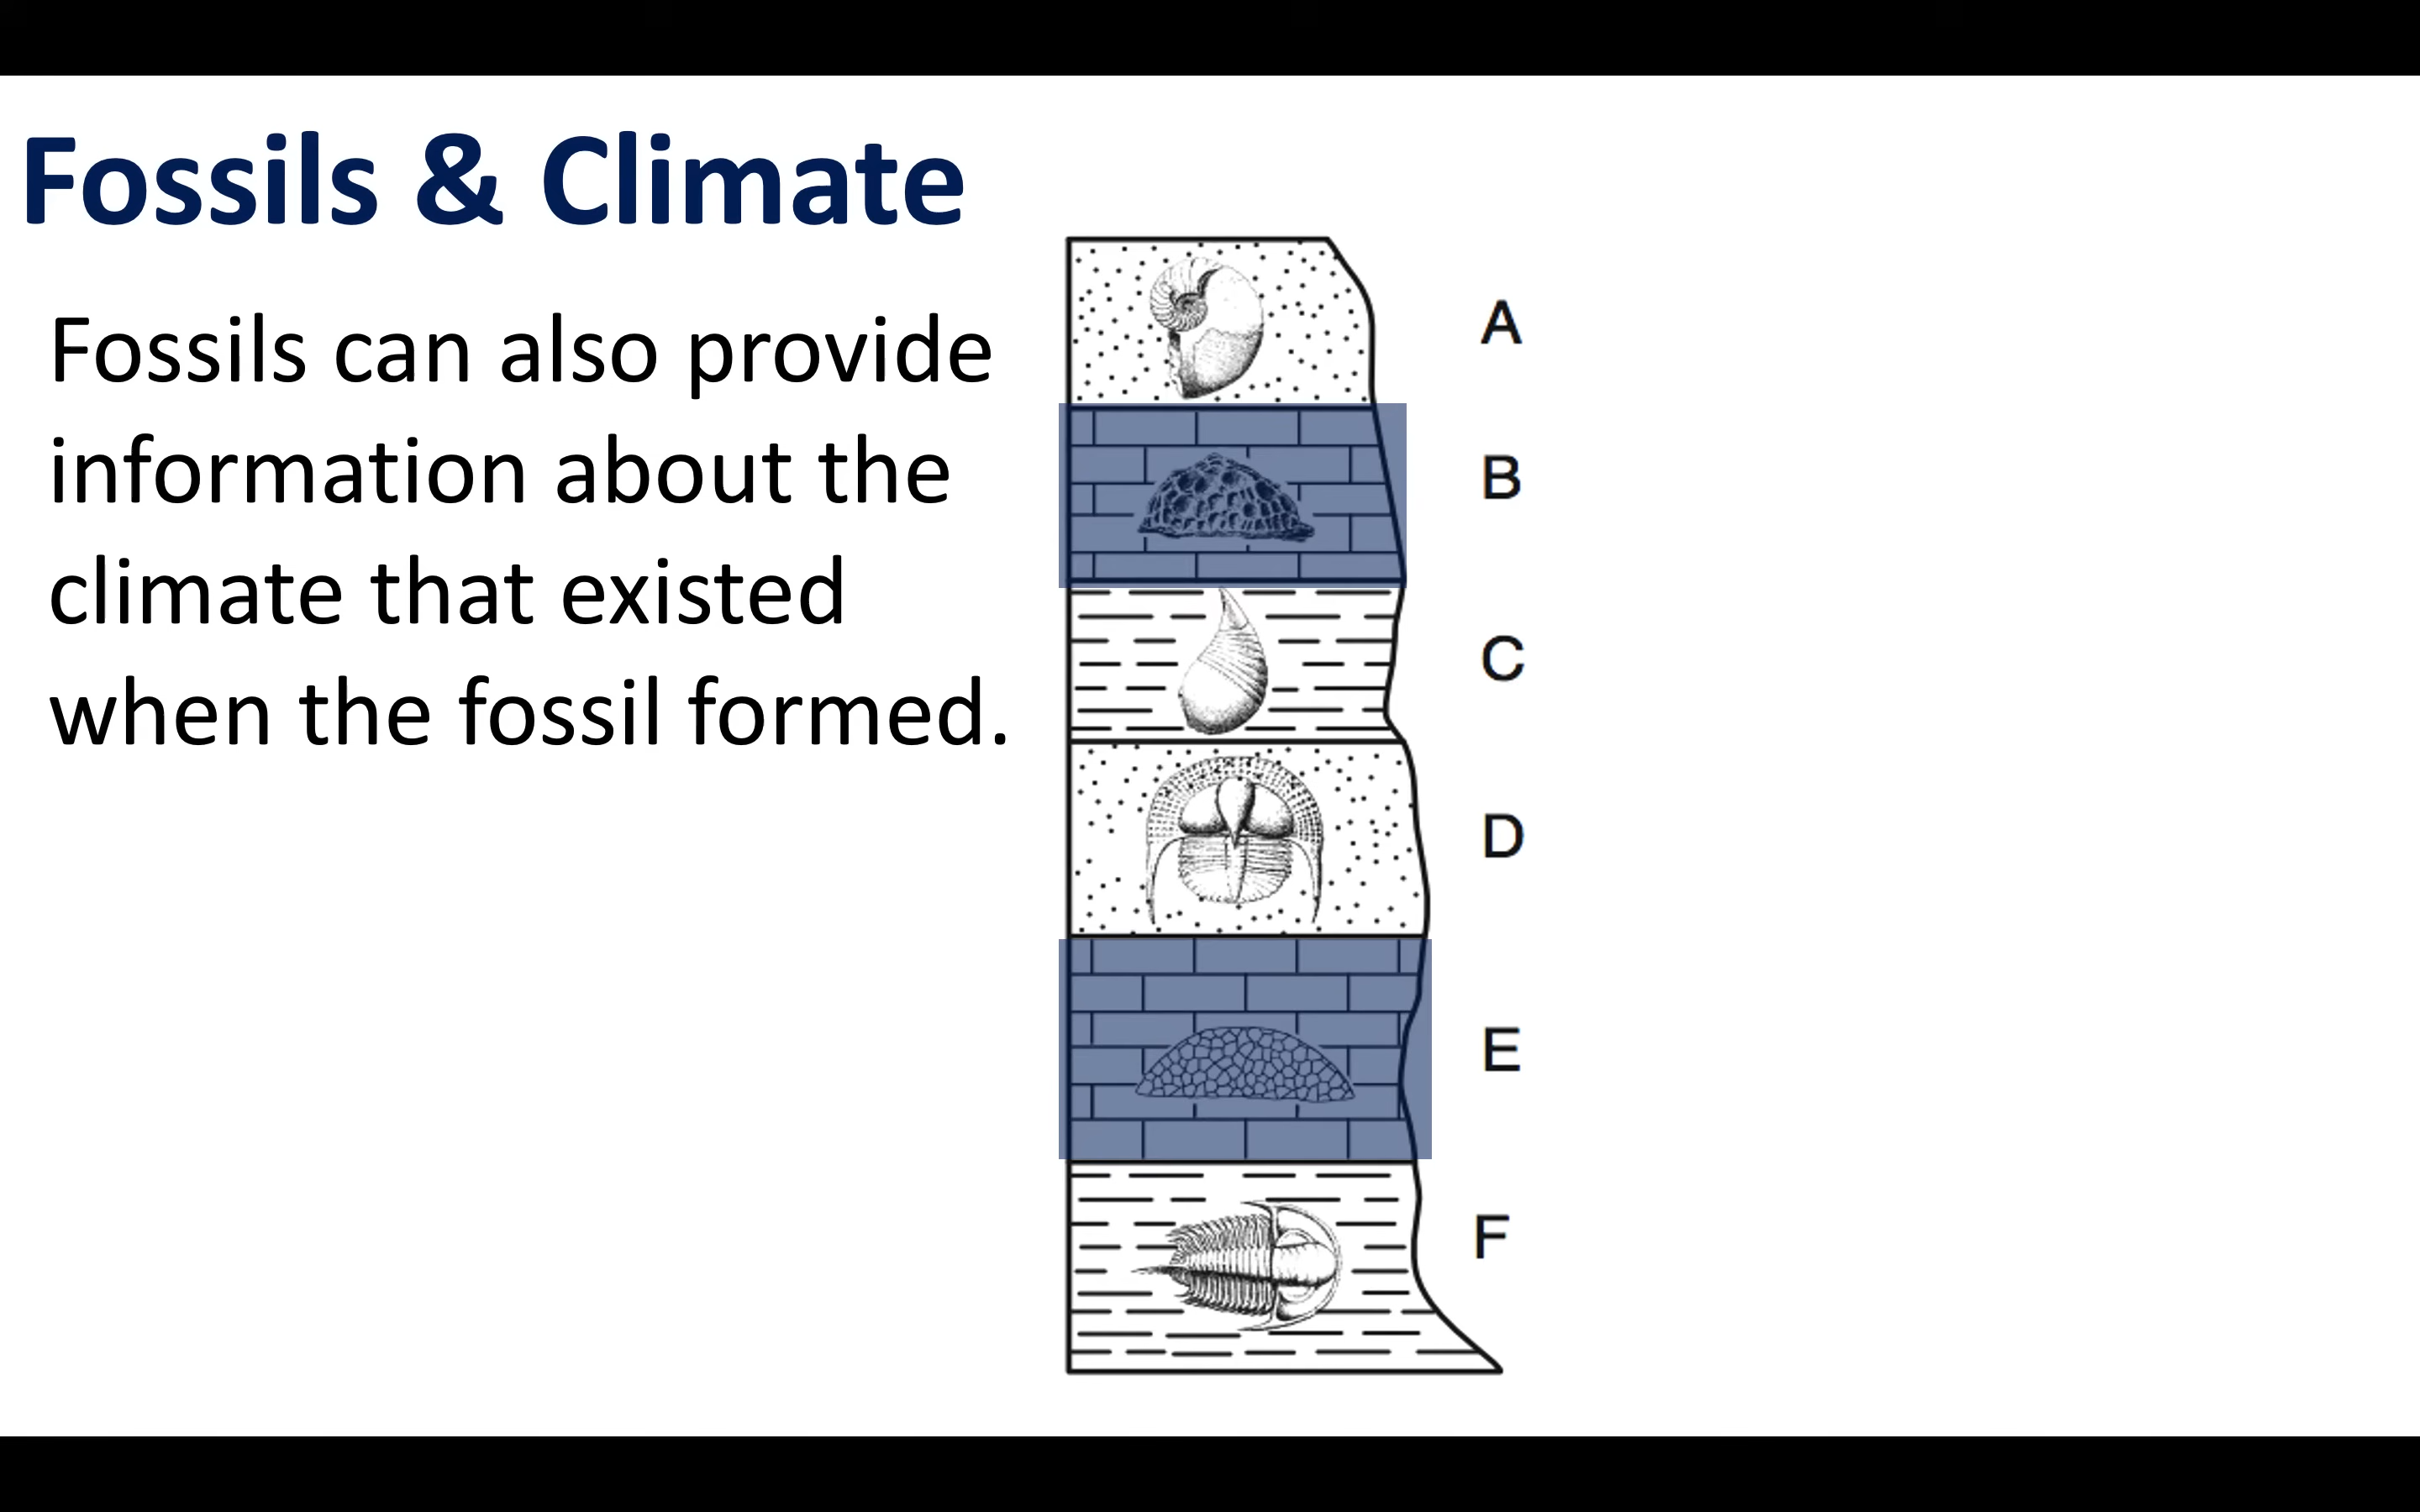 Fossils & Climate
Fossils can also provide
information about the
climate that existed
when the fossil formed.
A
B
C
D
E
F